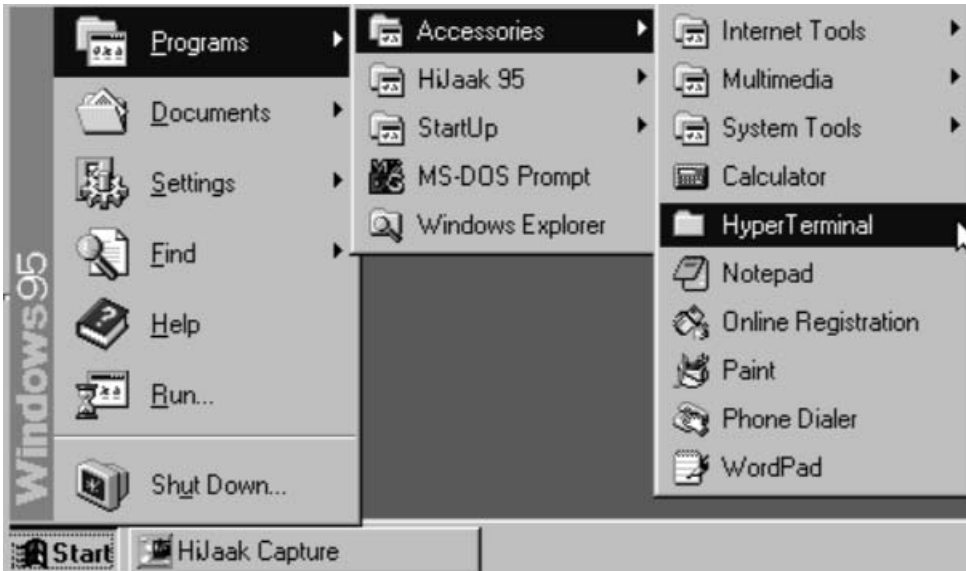 Programs
Documents
Settings
Find
Help
Run...
Shut Down...
Windows95
Accessories
HiJaak 95
StartUp
MS-DOS Prompt
Windows Explorer
Internet Tools
Multimedia
System Tools
Calculator
HyperTerminal
Notepad
Online Registration
Paint
Phone Dialer
WordPad
Start
HiJaak Capture